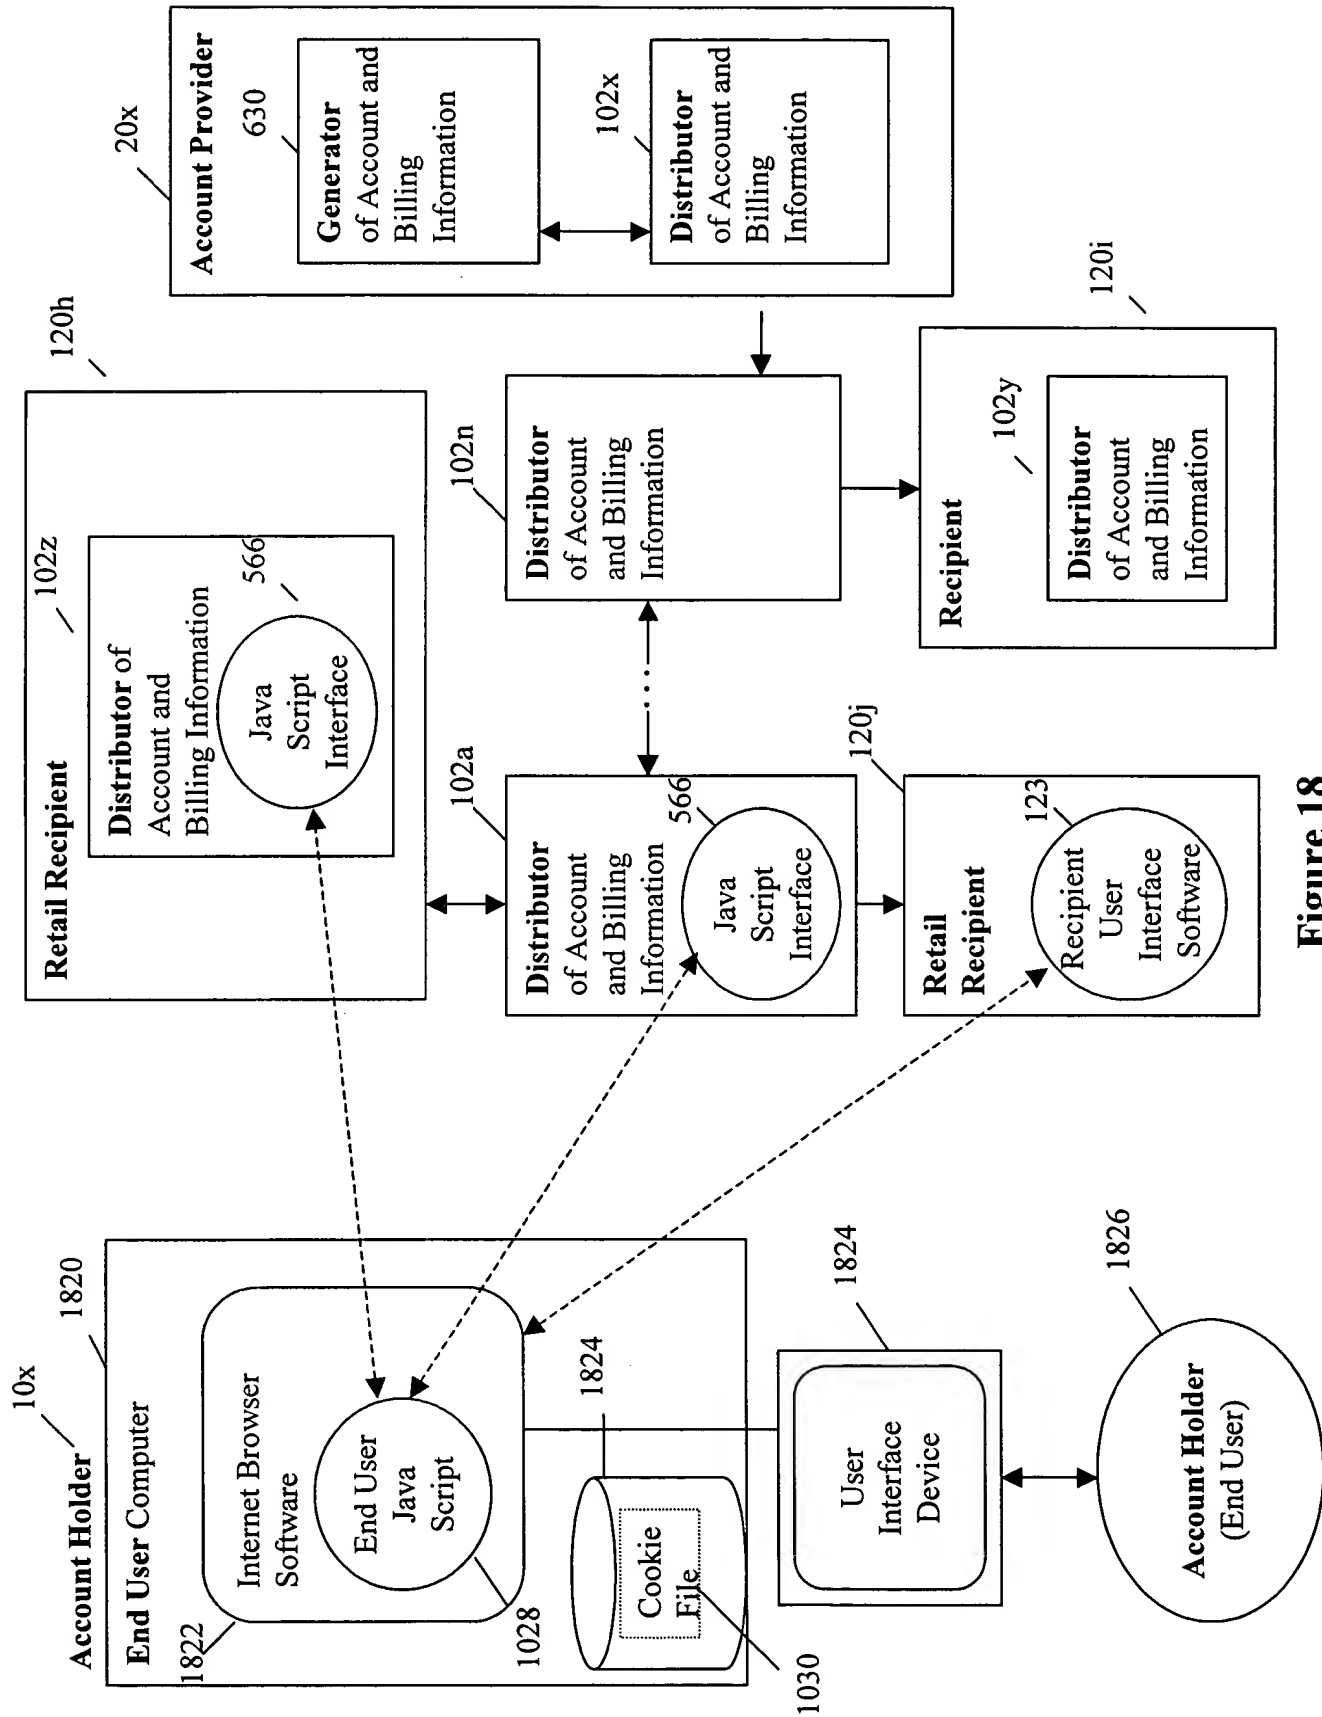 Account Holder
10x
End User Computer
1820
Internet Browser
Software
1822
End User
Java
Script
1028
1824
Cookie
File
1030
User
Interface
Device
1824
Account Holder
(End User)
1826
Retail Recipient
120h
102z
Distributor of
Account and
Billing Information
566
Java
Script
Interface
102a
Distributor
of Account
and Billing
Information
566
Java
Script
Interface
120j
Retail
Recipient
123
Recipient
User
Interface
Software
102n
Distributor
of Account
and Billing
Information
120i
Recipient
102y
Distributor
of Account
and Billing
Information
20x
Account Provider
630
Generator
of Account and
Billing
Information
102x
Distributor
of Account and
Billing
Information
Figure 18